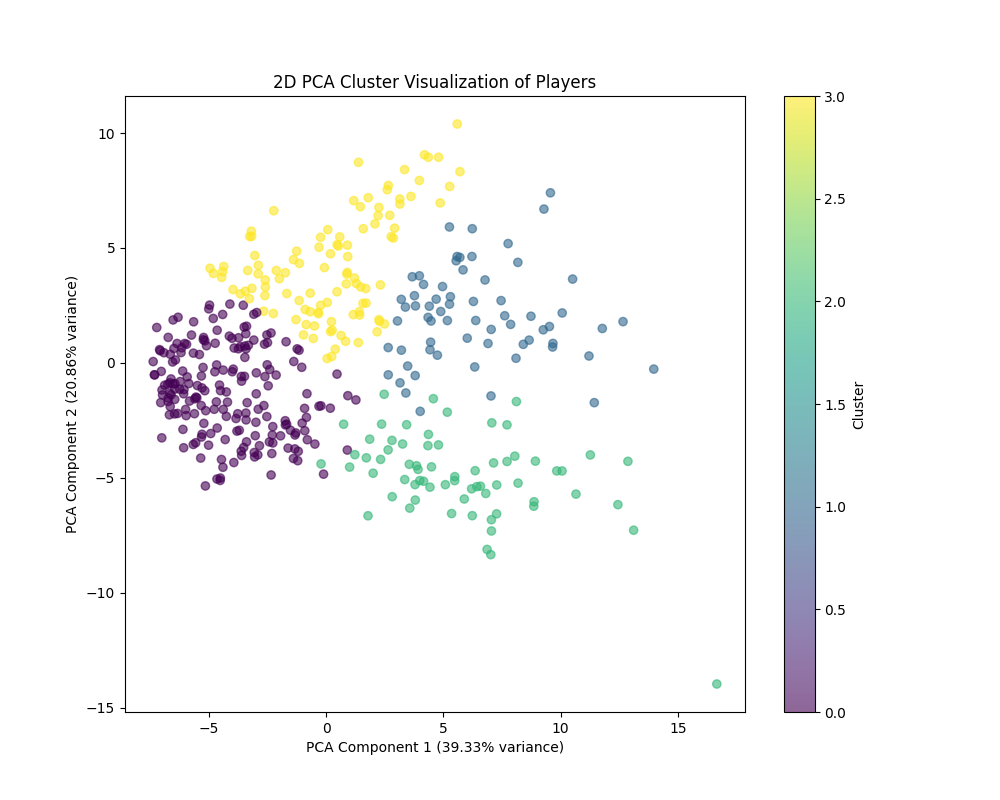 2D PCA Cluster Visualization of Players
10
5
0
−5
−10
−15
PCA Component 2 (20.86% variance)
−5 0 5 10 15
PCA Component 1 (39.33% variance)
3.0
2.5
2.0
1.5
1.0
0.5
0.0
Cluster